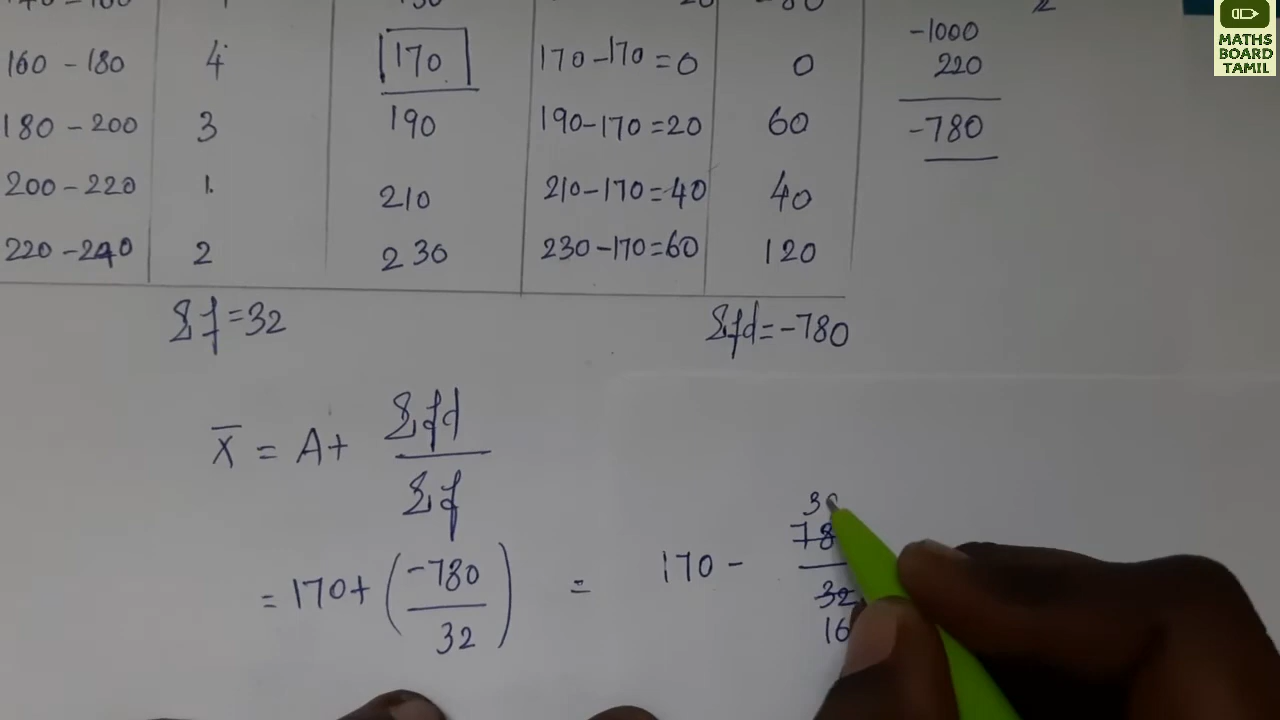 160 - 180 4 170 170 - 170 = 0 0
180 - 200 3 190 190 - 170 = 20 60
200 - 220 1 210 210 - 170 = 40 40
220 - 240 2 230 230 - 170 = 60 120
Σf = 32 Σfd = -780
-1000
220
-780
X̅ = A + Σfd / Σf
= 170 + (-780 / 32) = 170 -
78
32
16
MATHS
BOARD
TAMIL